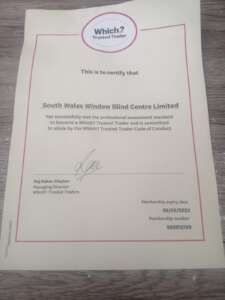 Which?
Trusted Trader
This is to certify that
South Wales Window Blind Centre Limited
has successfully met the professional assessment standard
to become a Which? Trusted Trader and is committed
to abide by the Which? Trusted Trader Code of Conduct
Managing Director
Which? Trusted Traders
Membership expiry date
Membership number